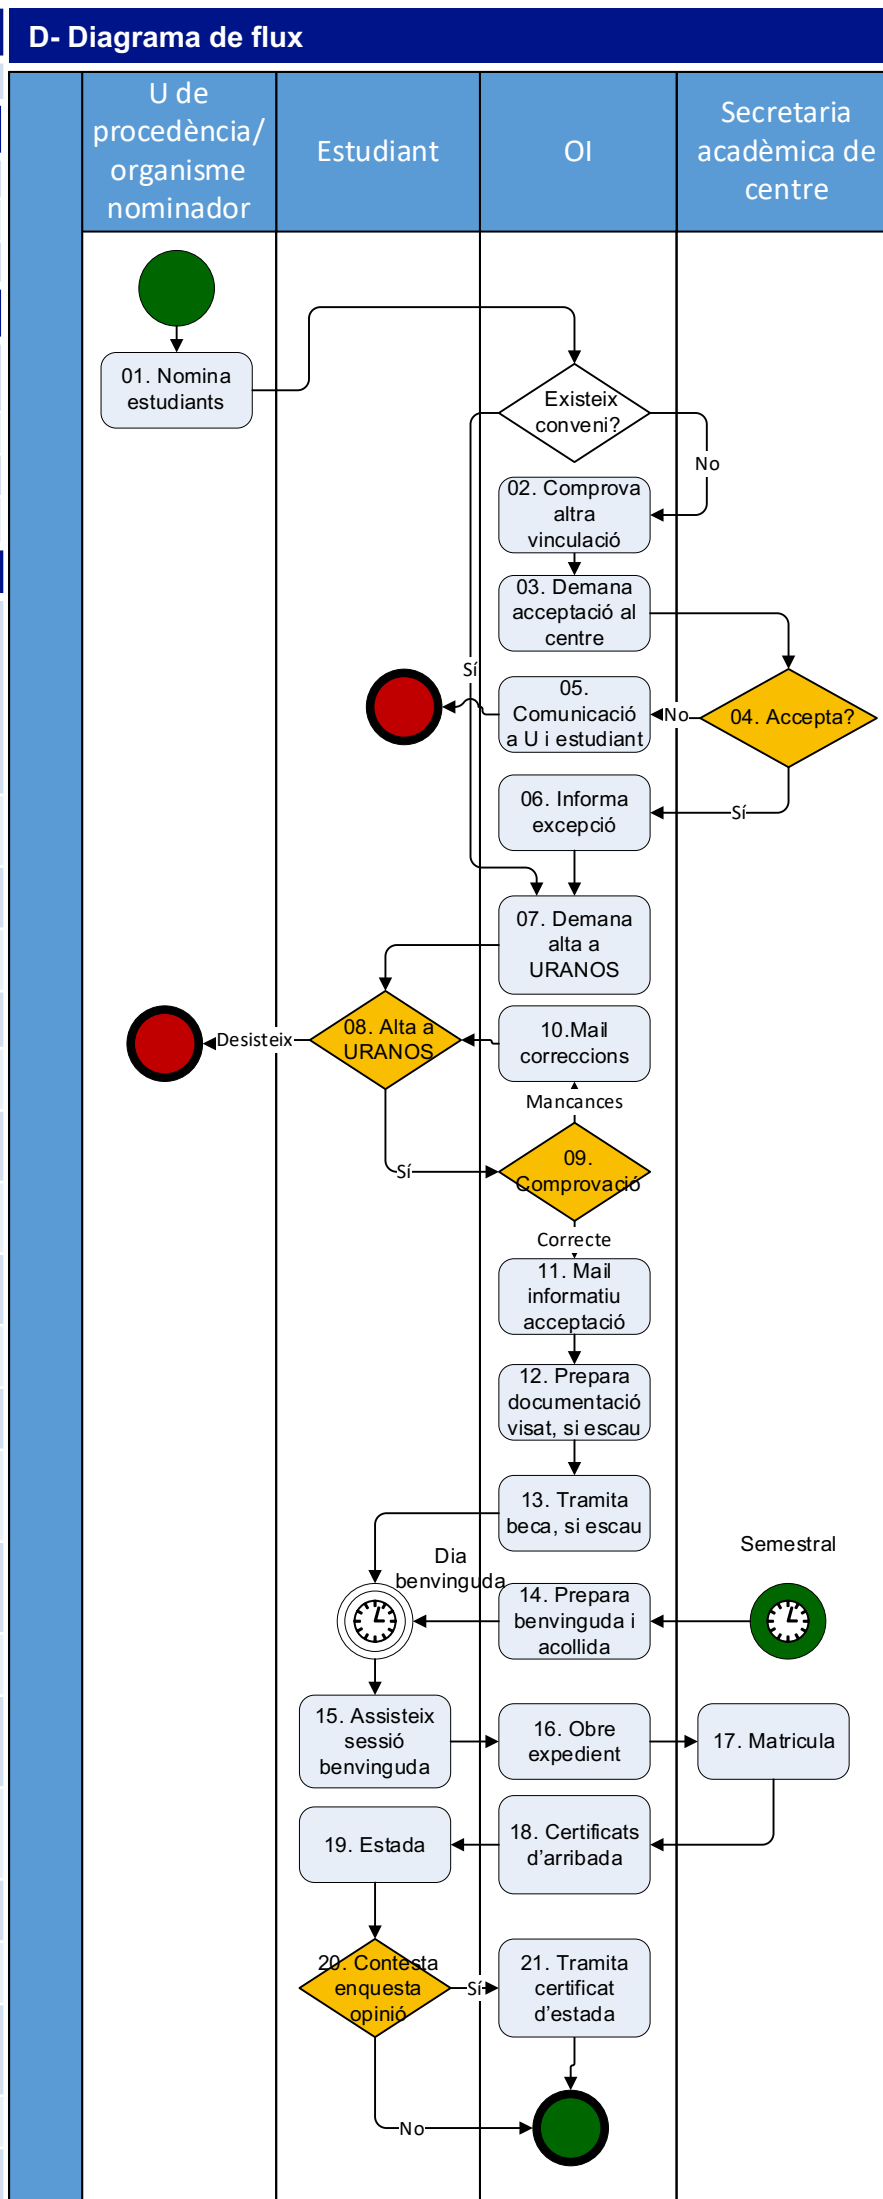 D- Diagrama de flux
U de
procedència/
organisme
nominador
Estudiant
OI
Secretaria
acadèmica de
centre
01. Nomina
estudiants
Existeix
conveni?
No
02. Comprova
altra
vinculació
03. Demana
acceptació al
centre
Sí
05.
Comunicació
a U i estudiant
No
04. Accepta?
06. Informa
excepció
Sí
07. Demana
alta a
URANOS
Desisteix
08. Alta a
URANOS
10.Mail
correccions
Mancances
Sí
09.
Comprovació
Correcte
11. Mail
informatiu
acceptació
12. Prepara
documentació
visat, si escau
13. Tramita
beca, si escau
Dia
benvinguda
Semestral
14. Prepara
benvinguda i
acollida
15. Assisteix
sessió
benvinguda
16. Obre
expedient
17. Matricula
18. Certificats
d'arribada
19. Estada
20. Contesta
enquesta
opinió
Sí
21. Tramita
certificat
d'estada
No